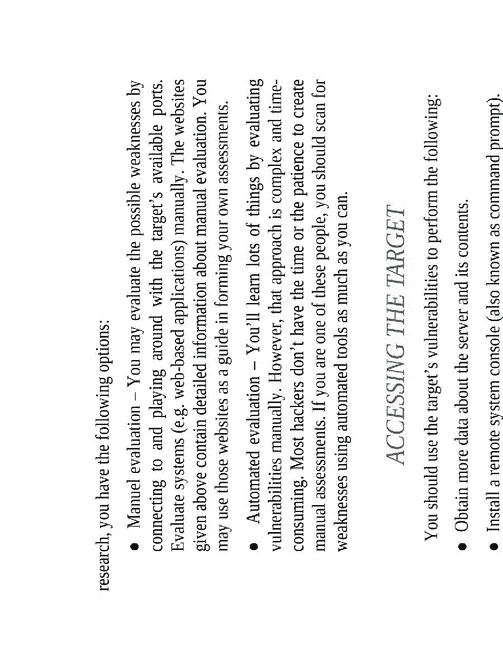 research, you have the following options:
● Manuel evaluation – You may evaluate the possible weaknesses by
connecting to and playing around with the target's available ports.
Evaluate systems (e.g. web-based applications) manually. The websites
given above contain detailed information about manual evaluation. You
may use those websites as a guide in forming your own assessments.
● Automated evaluation – You'll learn lots of things by evaluating
vulnerabilities manually. However, that approach is complex and time-
consuming. Most hackers don't have the time or the patience to create
manual assessments. If you are one of these people, you should scan for
weaknesses using automated tools as much as you can.
ACCESSING THE TARGET
You should use the target's vulnerabilities to perform the following:
● Obtain more data about the server and its contents.
● Install a remote system console (also known as command prompt).